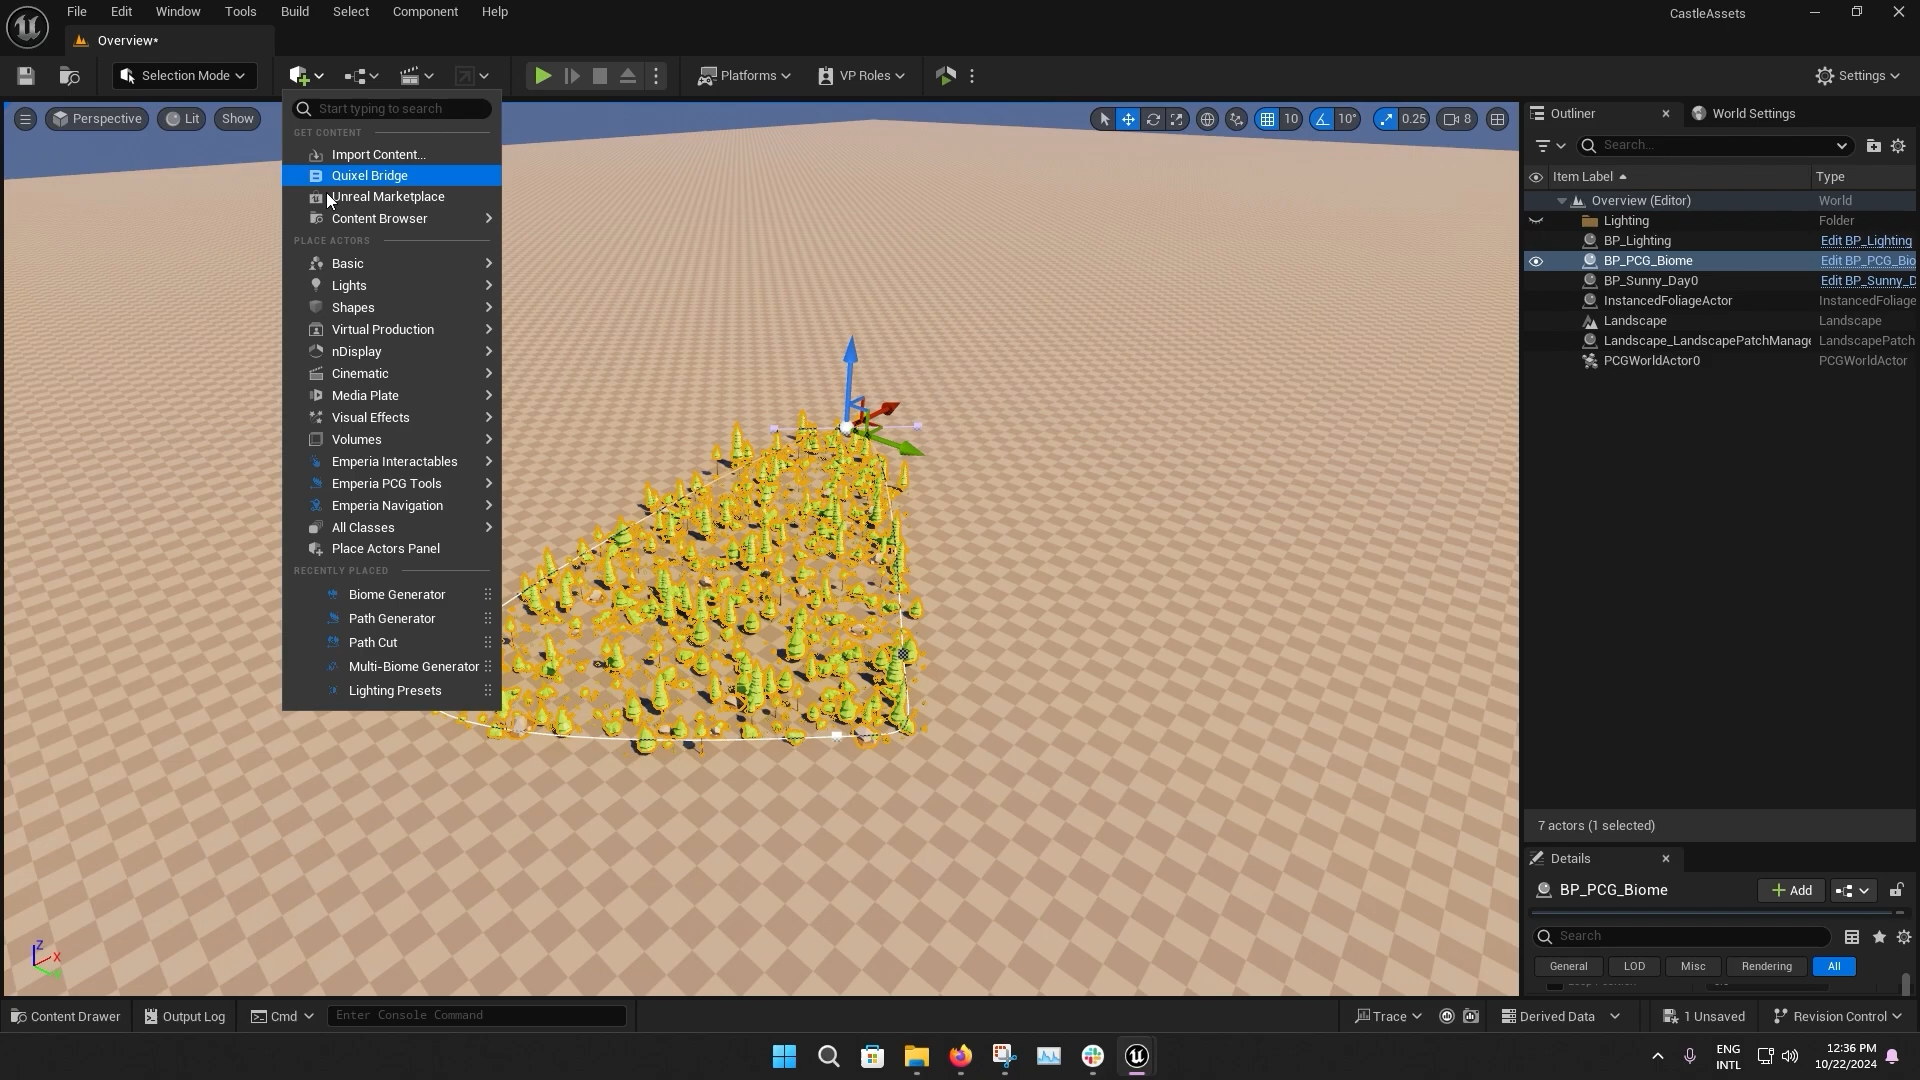 File Edit Window Tools Build Select Component Help
CastleAssets
Overview*
Selection Mode
Platforms
VP Roles
Settings
Perspective
Lit
Show
10
10°
0.25
8
Start typing to search
GET CONTENT
Import Content...
Quixel Bridge
Unreal Marketplace
Content Browser
PLACE ACTORS
Basic
Lights
Shapes
Virtual Production
nDisplay
Cinematic
Media Plate
Visual Effects
Volumes
Emperia Interactables
Emperia PCG Tools
Emperia Navigation
All Classes
Place Actors Panel
RECENTLY PLACED
Biome Generator
Path Generator
Path Cut
Multi-Biome Generator
Lighting Presets
Outliner
World Settings
Search...
Item Label Type
Overview (Editor) World
Lighting Folder
BP_Lighting Edit BP_Lighting
BP_PCG_Biome Edit BP_PCG_Bio
BP_Sunny_Day0 Edit BP_Sunny_D
InstancedFoliageActor InstancedFoliage
Landscape Landscape
Landscape_LandscapePatchManage LandscapePatch
PCGWorldActor0 PCGWorldActor
7 actors (1 selected)
Details
BP_PCG_Biome
Add
Search
General LOD Misc Rendering All
Z
X
Content Drawer
Output Log
Cmd
Enter Console Command
Trace
Derived Data
1 Unsaved
Revision Control
ENG
INTL
12:36 PM
10/22/2024